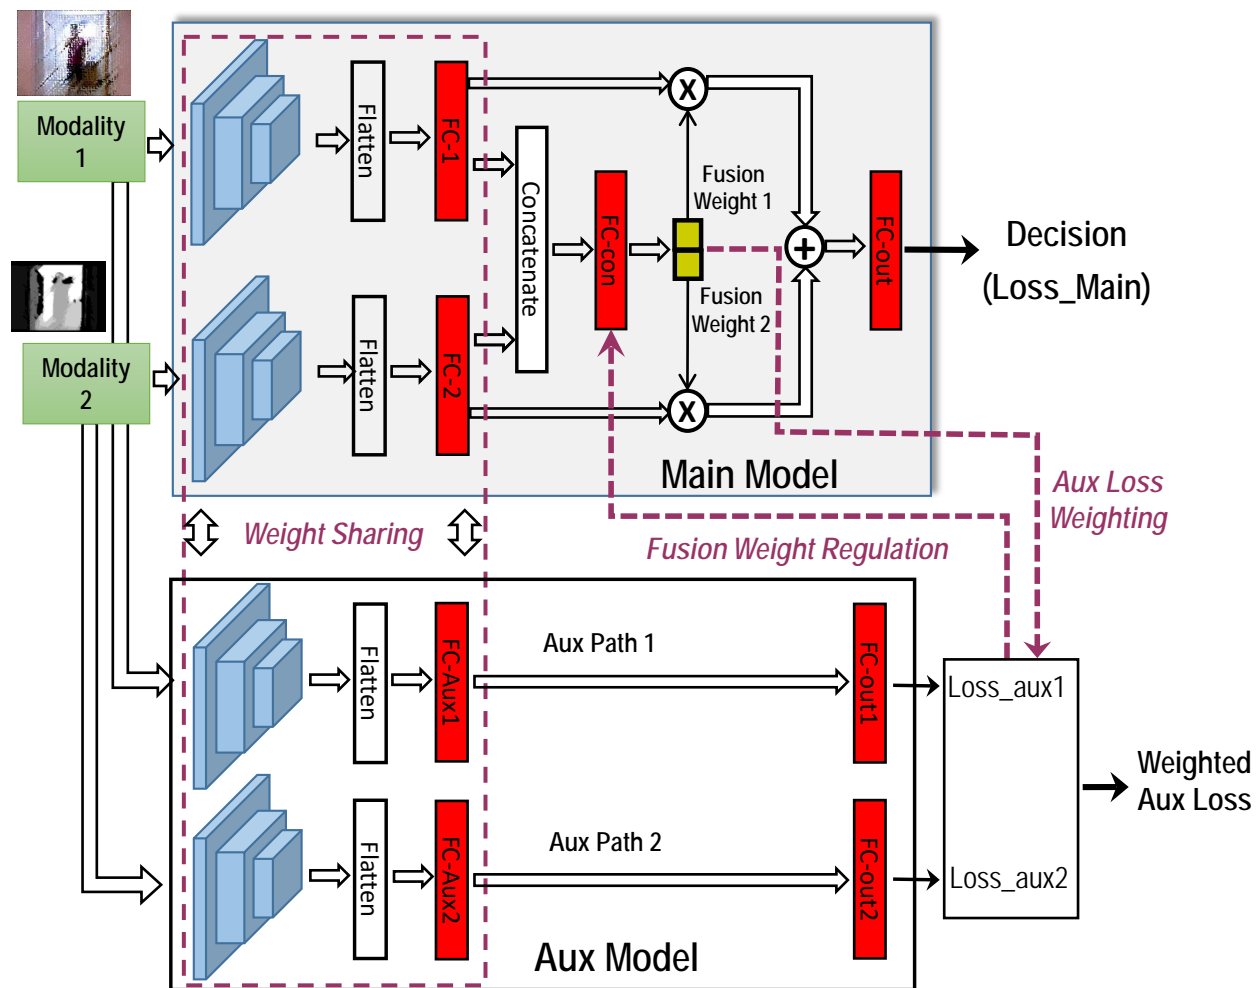 Modality
1
Flatten
FC-1
X
Fusion
Weight 1
Concatenate
FC-con
+
FC-out
Decision
(Loss_Main)
Fusion
Weight 2
Modality
2
Flatten
FC-2
X
Main Model
Weight Sharing
Fusion Weight Regulation
Aux Loss
Weighting
Flatten
FC-Aux1
Aux Path 1
FC-out1
Loss_aux1
Weighted
Aux Loss
Flatten
FC-Aux2
Aux Path 2
FC-out2
Loss_aux2
Aux Model